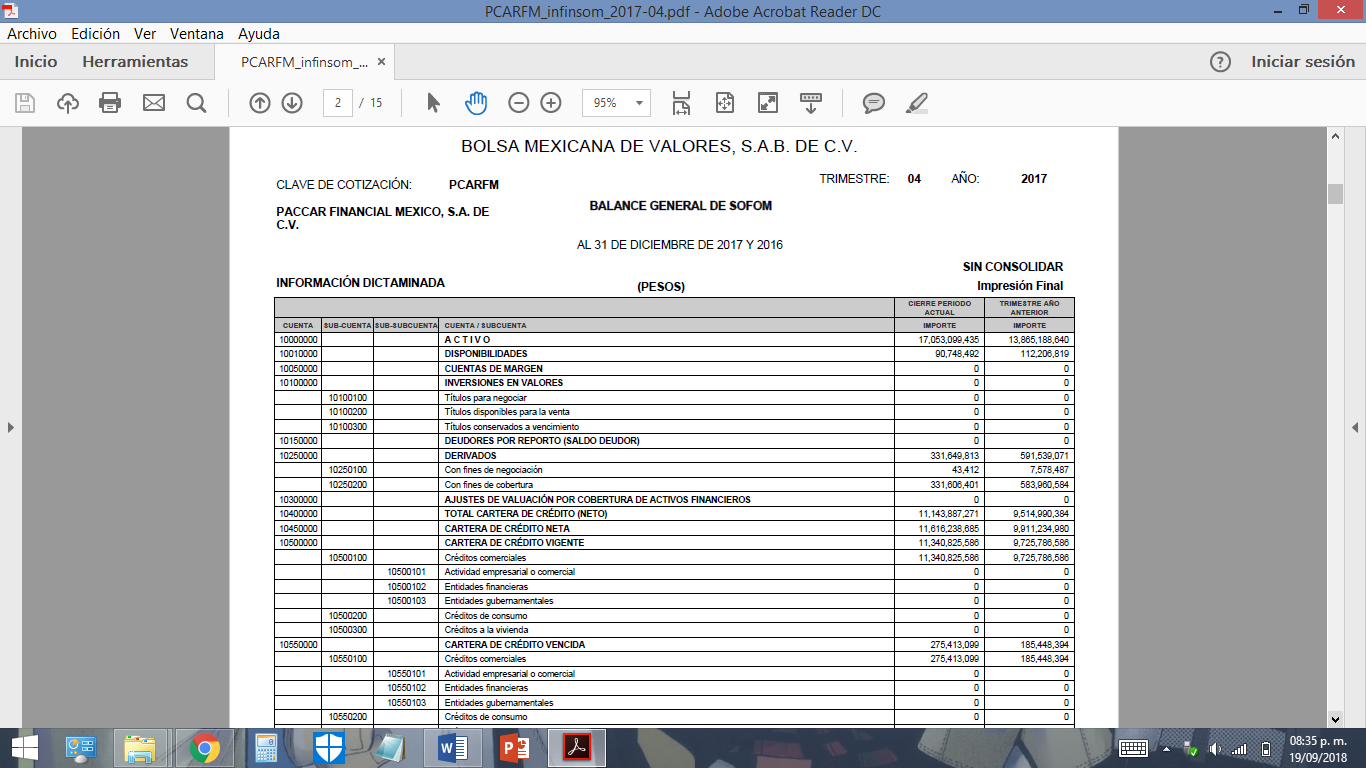 PCARFM_infinsom_2017-04.pdf - Adobe Acrobat Reader DC
Archivo Edición Ver Ventana Ayuda
Inicio Herramientas PCARFM_infinsom_... × Iniciar sesión
2 / 15 95%
BOLSA MEXICANA DE VALORES, S.A.B. DE C.V.
CLAVE DE COTIZACIÓN: PCARFM TRIMESTRE: 04 AÑO: 2017
PACCAR FINANCIAL MEXICO, S.A. DE C.V. BALANCE GENERAL DE SOFOM
AL 31 DE DICIEMBRE DE 2017 Y 2016
SIN CONSOLIDAR
INFORMACIÓN DICTAMINADA (PESOS) Impresión Final
CIERRE PERIODO ACTUAL TRIMESTRE AÑO ANTERIOR
CUENTA SUB-CUENTA SUB-SUBCUENTA CUENTA / SUBCUENTA IMPORTE IMPORTE
10000000 A C T I V O 17,053,099,435 13,865,188,640
10010000 DISPONIBILIDADES 90,748,492 112,206,819
10050000 CUENTAS DE MARGEN 0 0
10100000 INVERSIONES EN VALORES 0 0
10100100 Títulos para negociar 0 0
10100200 Títulos disponibles para la venta 0 0
10100300 Títulos conservados a vencimiento 0 0
10150000 DEUDORES POR REPORTO (SALDO DEUDOR) 0 0
10250000 DERIVADOS 331,649,813 591,539,071
10250100 Con fines de negociación 43,412 7,578,487
10250200 Con fines de cobertura 331,606,401 583,960,584
10300000 AJUSTES DE VALUACIÓN POR COBERTURA DE ACTIVOS FINANCIEROS 0 0
10400000 TOTAL CARTERA DE CRÉDITO (NETO) 11,143,887,271 9,514,990,384
10450000 CARTERA DE CRÉDITO NETA 11,616,238,685 9,911,234,980
10500000 CARTERA DE CRÉDITO VIGENTE 11,340,825,586 9,725,786,586
10500100 Créditos comerciales 11,340,825,586 9,725,786,586
10500101 Actividad empresarial o comercial 0 0
10500102 Entidades financieras 0 0
10500103 Entidades gubernamentales 0 0
10500200 Créditos de consumo 0 0
10500300 Créditos a la vivienda 0 0
10550000 CARTERA DE CRÉDITO VENCIDA 275,413,099 185,448,394
10550100 Créditos comerciales 275,413,099 185,448,394
10550101 Actividad empresarial o comercial 0 0
10550102 Entidades financieras 0 0
10550103 Entidades gubernamentales 0 0
10550200 Créditos de consumo 0 0
08:35 p. m.
19/09/2018